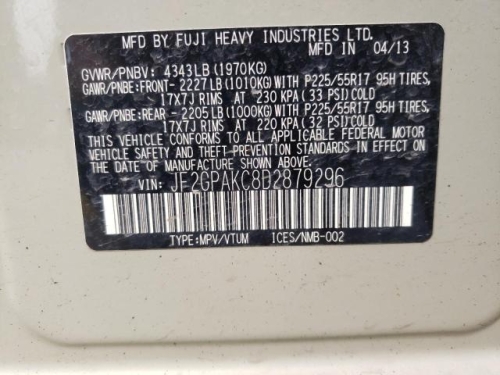 MFD BY FUJI HEAVY INDUSTRIES LTD.
04/13
GVWR/PNBV: 4343LB(1970KG)
GAWR/PNBE:FRONT-2227LB(1010KG)WITH P225/55R17 95H TIRES,
17X7J RIMS AT 230 KPA(33 PSI)COLD
GAWR/PNBE:REAR -2205LB(1000KG)WITH P225/55R17 95H TIRES,
17X7J RIMS AT 220 KPA(32 PSI)COLD
THIS VEHICLE CONFORMS TO ALL APPLICABLE FEDERAL MOTOR
VEHICLE SAFETY, BUMPER, AND THEFT PREVENTION
STANDARDS IN EFFECT ON THE DATE OF
MANUFACTURE SHOWN ABOVE.
VIN: JF2GPAKC8D2879296
TYPE:MPV/VTUM ICES/NMB-002